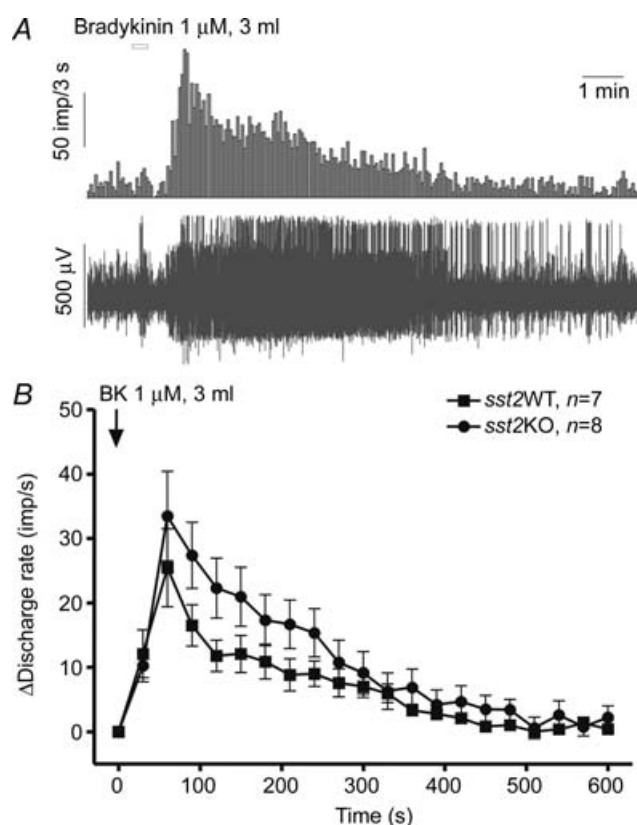 A
Bradykinin 1 μM, 3 ml
50 imp/3 s
1 min
500 μV
B
BK 1 μM, 3 ml
sst2WT, n=7
sst2KO, n=8
ΔDischarge rate (imp/s)
50
40
30
20
10
0
0 100 200 300 400 500 600
Time (s)